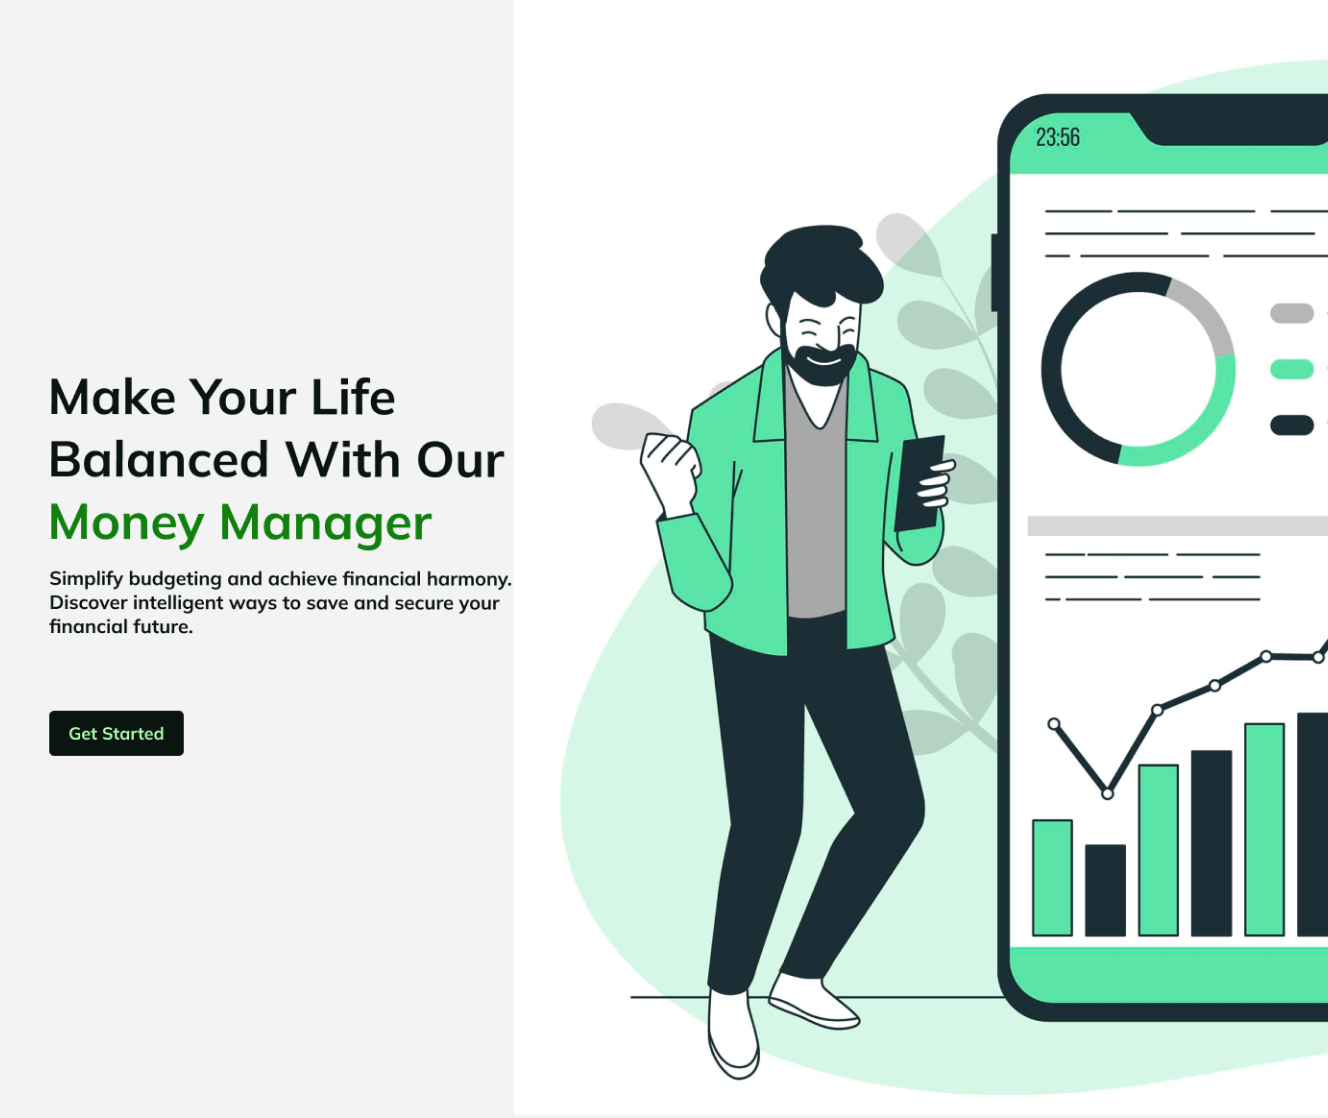 Make Your Life
Balanced With Our
Money Manager
Simplify budgeting and achieve financial harmony.
Discover intelligent ways to save and secure your
financial future.
Get Started
23:56